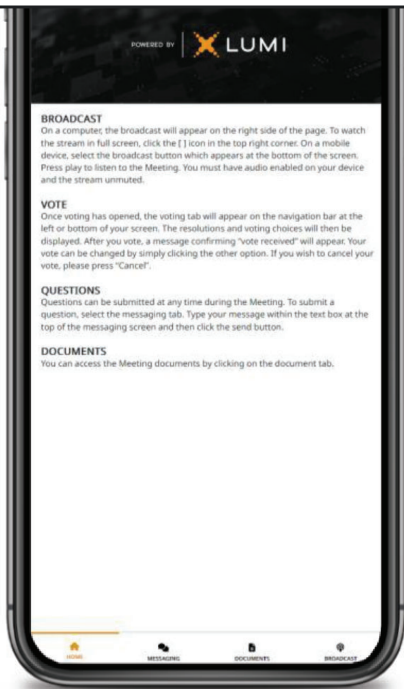 POWERED BY LUMI
BROADCAST
On a computer, the broadcast will appear on the right side of the page. To watch
the stream in full screen, click the [ ] icon in the top right corner. On a mobile
device, select the broadcast button which appears at the bottom of the screen.
Press play to listen to the Meeting. You must have audio enabled on your device
and the stream unmuted.
VOTE
Once voting has opened, the voting tab will appear on the navigation bar at the
left or bottom of your screen. The resolutions and voting choices will then be
displayed. After you vote, a message confirming "vote received" will appear. Your
vote can be changed by simply clicking the other option. If you wish to cancel your
vote, please press "Cancel".
QUESTIONS
Questions can be submitted at any time during the Meeting. To submit a
question, select the messaging tab. Type your message within the text box at the
top of the messaging screen and then click the send button.
DOCUMENTS
You can access the Meeting documents by clicking on the document tab.
HOME MESSAGING DOCUMENTS BROADCAST